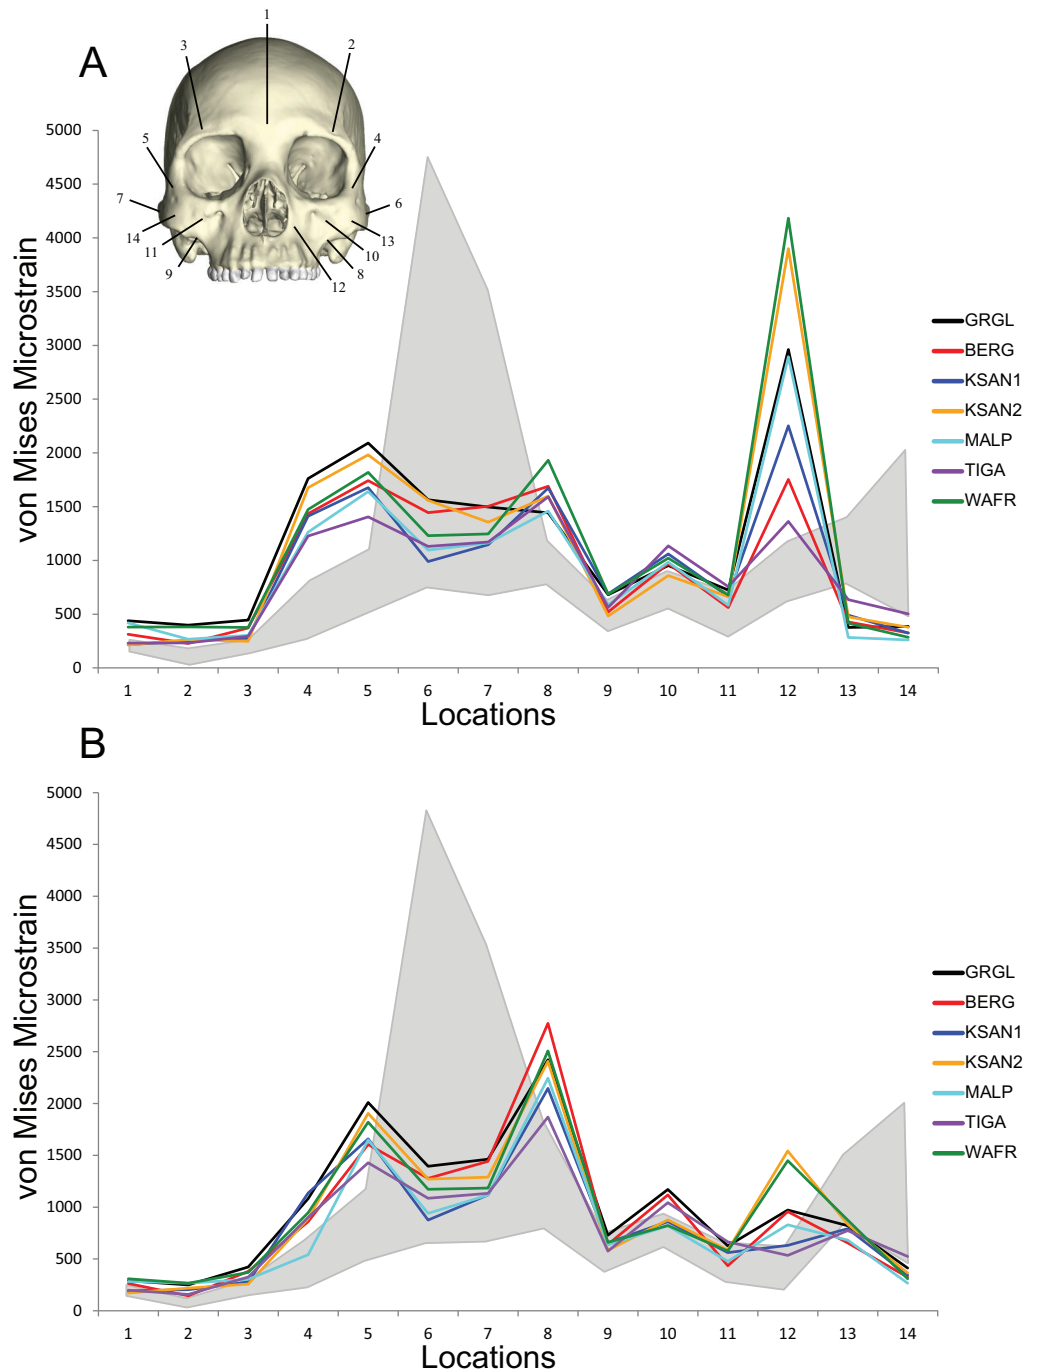 A
1
3
2
5
4
7
6
14
13
11
10
9
8
12
von Mises Microstrain
5000
4500
4000
3500
3000
2500
2000
1500
1000
500
0
1 2 3 4 5 6 7 8 9 10 11 12 13 14
Locations
GRGL
BERG
KSAN1
KSAN2
MALP
TIGA
WAFR
B
von Mises Microstrain
5000
4500
4000
3500
3000
2500
2000
1500
1000
500
0
1 2 3 4 5 6 7 8 9 10 11 12 13 14
Locations
GRGL
BERG
KSAN1
KSAN2
MALP
TIGA
WAFR